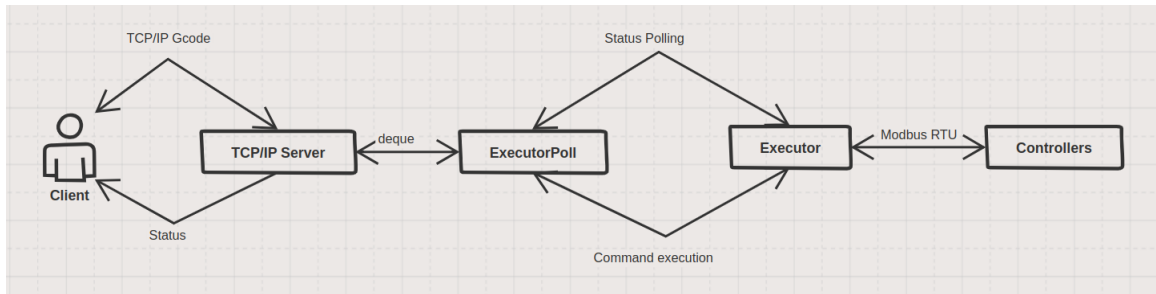 TCP/IP Gcode
Status Polling
deque
Modbus RTU
TCP/IP Server
ExecutorPoll
Executor
Controllers
Client
Status
Command execution